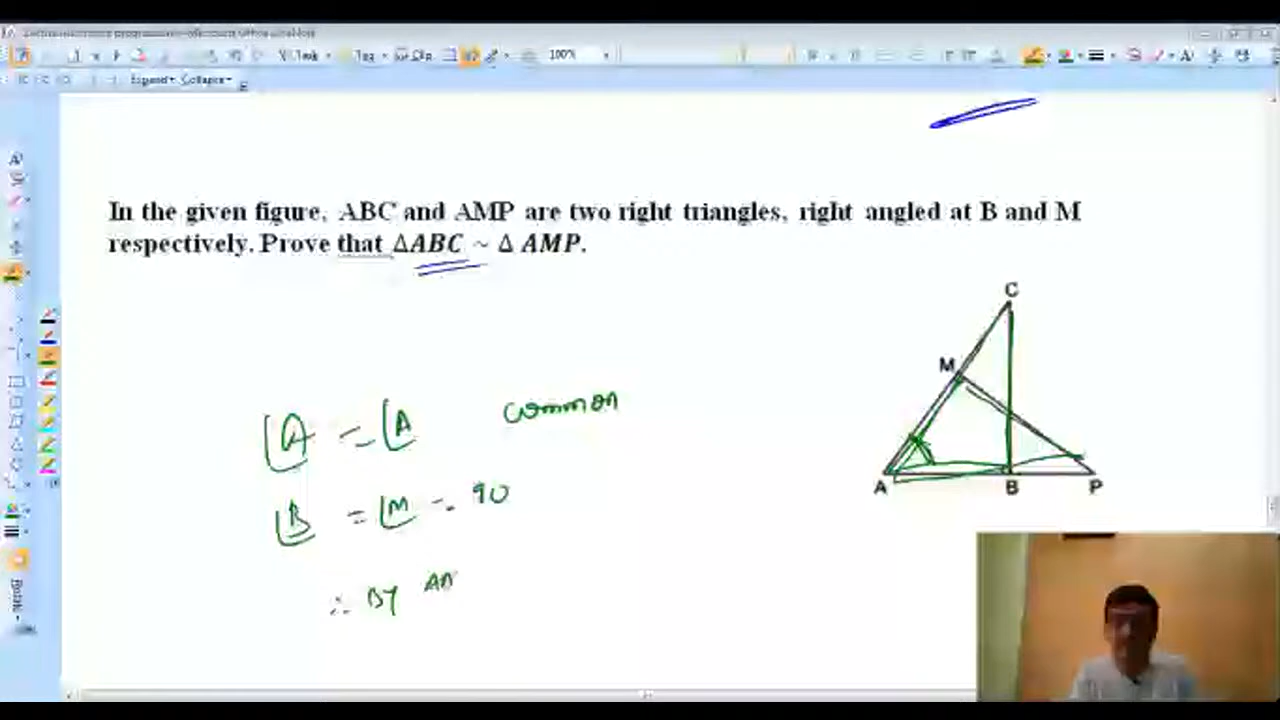 100%
In the given figure, ABC and AMP are two right triangles, right angled at B and M
respectively. Prove that ΔABC ~ Δ AMP.
C
M
A
B
P
∠A = ∠A common
∠B = ∠M = 90
∴ BY AA